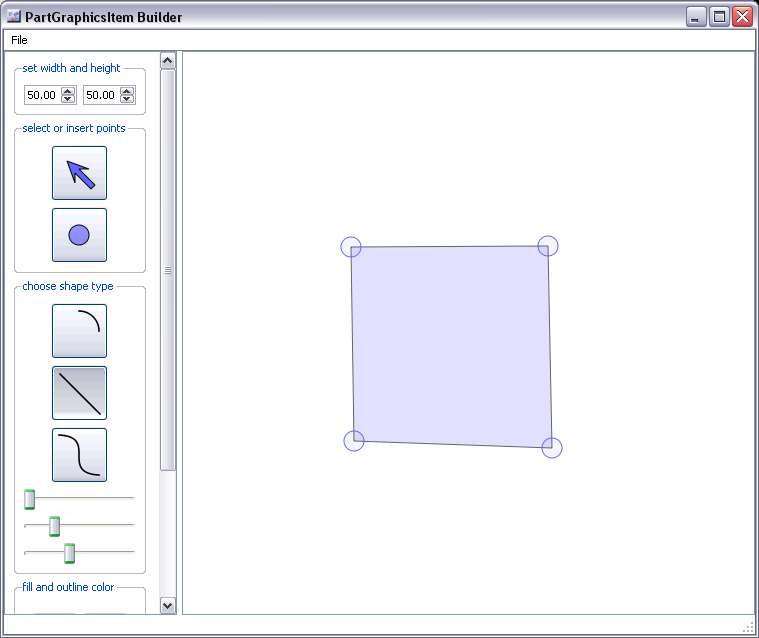 PartGraphicsItem Builder
File
set width and height
50.00 50.00
select or insert points
choose shape type
fill and outline color